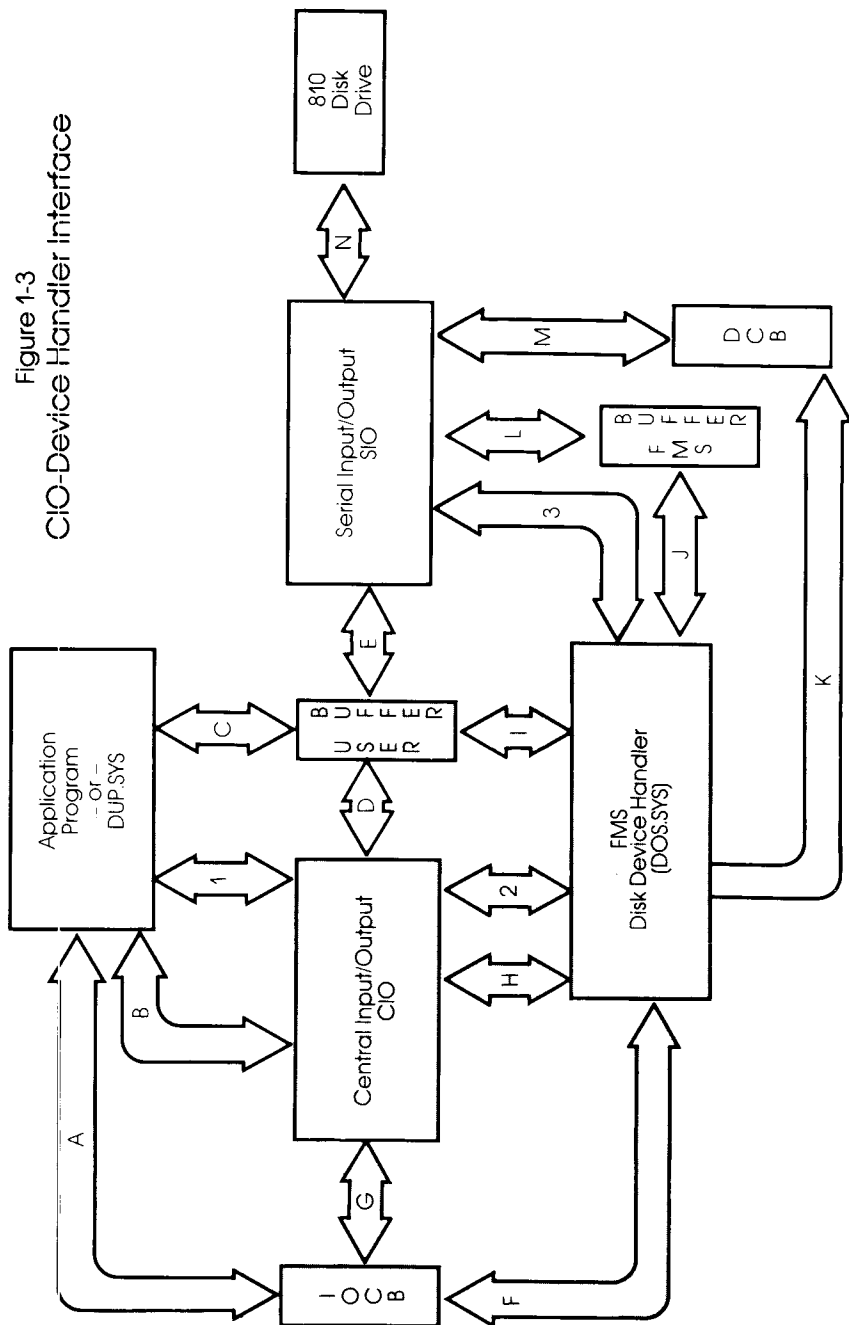 Figure 1-3
CIO-Device Handler Interface
Application
Program
- or -
DUP.SYS
A
B
1
C
IOCB
G
Central Input/Output
CIO
D
USER
BUFFER
E
Serial Input/Output
SIO
N
810
Disk
Drive
F
H
2
I
3
L
M
FMS
Disk Device Handler
(DOS.SYS)
J
FMS
BUFFER
DCB
K